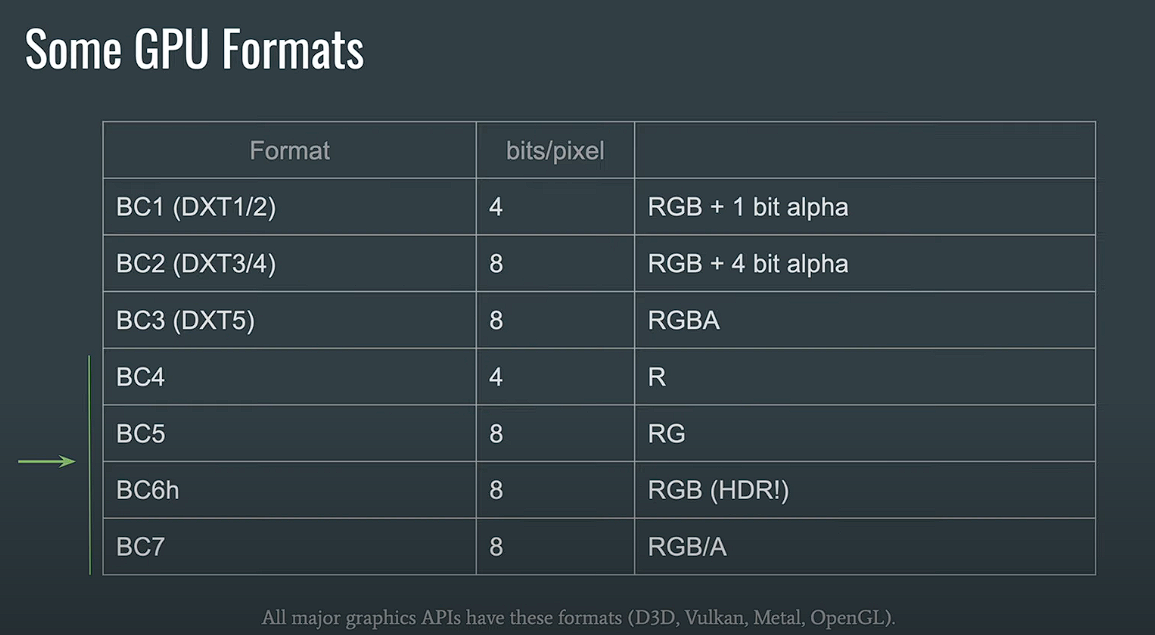 Some GPU Formats
Format bits/pixel
BC1 (DXT1/2) 4 RGB + 1 bit alpha
BC2 (DXT3/4) 8 RGB + 4 bit alpha
BC3 (DXT5) 8 RGBA
BC4 4 R
BC5 8 RG
BC6h 8 RGB (HDR!)
BC7 8 RGB/A
All major graphics APIs have these formats (D3D, Vulkan, Metal, OpenGL).